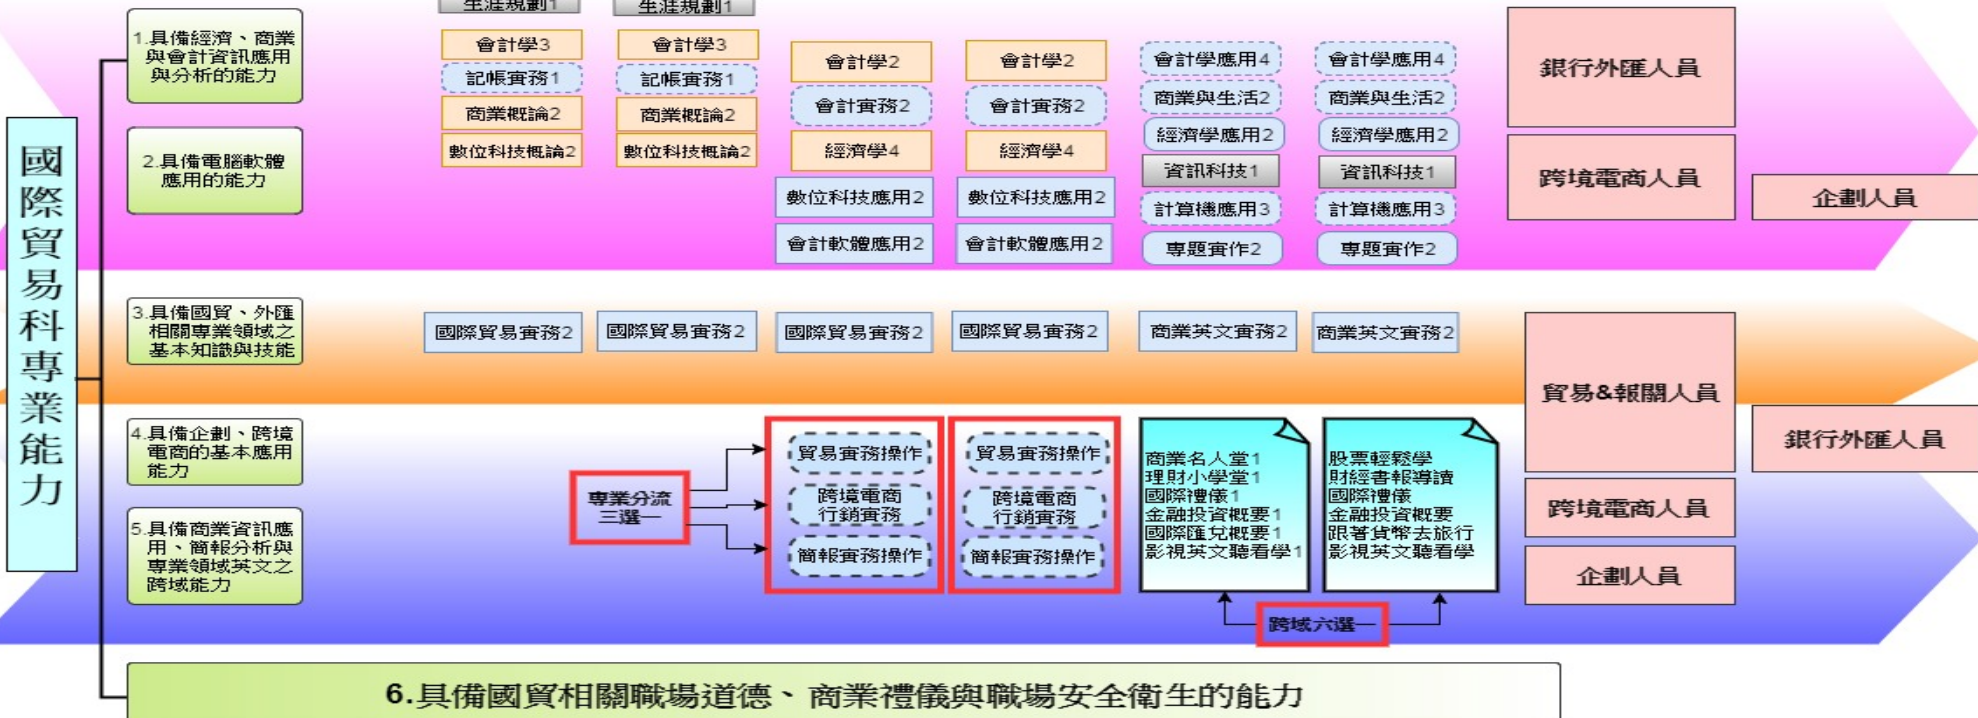 國際貿易科專業能力
1.具備經濟、商業
與會計資訊應用
與分析的能力
2.具備電腦軟體
應用的能力
3.具備國貿、外匯
相關專業領域之
基本知識與技能
4.具備企劃、跨境
電商的基本應用
能力
5.具備商業資訊應
用、簡報分析與
專業領域英文之
跨域能力
6.具備國貿相關職場道德、商業禮儀與職場安全衛生的能力
生涯規劃1
會計學3
記帳實務1
商業概論2
數位科技概論2
生涯規劃1
會計學3
記帳實務1
商業概論2
數位科技概論2
會計學2
會計實務2
經濟學4
數位科技應用2
會計軟體應用2
會計學2
會計實務2
經濟學4
數位科技應用2
會計軟體應用2
會計學應用4
商業與生活2
經濟學應用2
資訊科技1
計算機應用3
專題實作2
會計學應用4
商業與生活2
經濟學應用2
資訊科技1
計算機應用3
專題實作2
銀行外匯人員
跨境電商人員
企劃人員
國際貿易實務2
國際貿易實務2
國際貿易實務2
國際貿易實務2
商業英文實務2
商業英文實務2
貿易&報關人員
銀行外匯人員
跨境電商人員
企劃人員
專業分流
三選一
貿易實務操作
跨境電商
行銷實務
簡報實務操作
貿易實務操作
跨境電商
行銷實務
簡報實務操作
商業名人堂1
理財小學堂1
國際禮儀1
金融投資概要1
國際匯兌概要1
影視英文聽看學1
股票輕鬆學
財經書報導讀
國際禮儀
金融投資概要
跟著貨幣去旅行
影視英文聽看學
跨域六選一